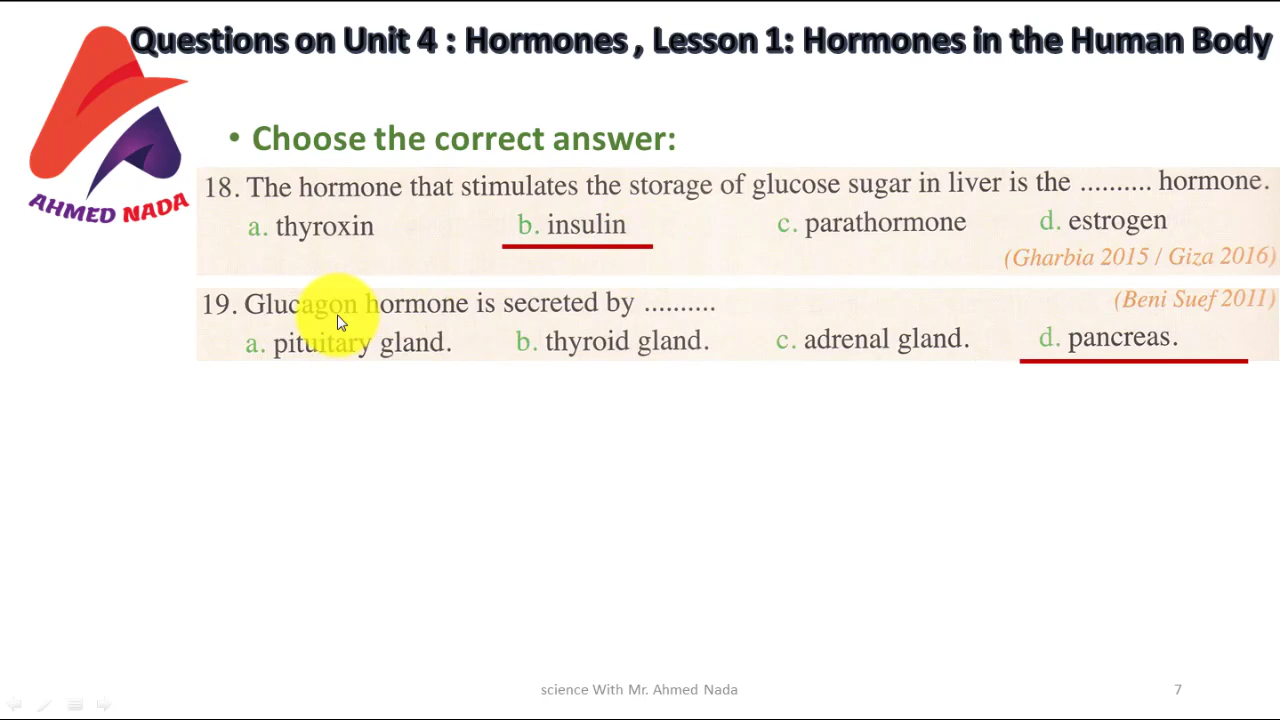 Questions on Unit 4 : Hormones , Lesson 1: Hormones in the Human Body
AHMED NADA
• Choose the correct answer:
18. The hormone that stimulates the storage of glucose sugar in liver is the .......... hormone.
a. thyroxin b. insulin c. parathormone d. estrogen
(Gharbia 2015 / Giza 2016)
19. Glucagon hormone is secreted by .......... (Beni Suef 2011)
a. pituitary gland. b. thyroid gland. c. adrenal gland. d. pancreas.
science With Mr. Ahmed Nada 7